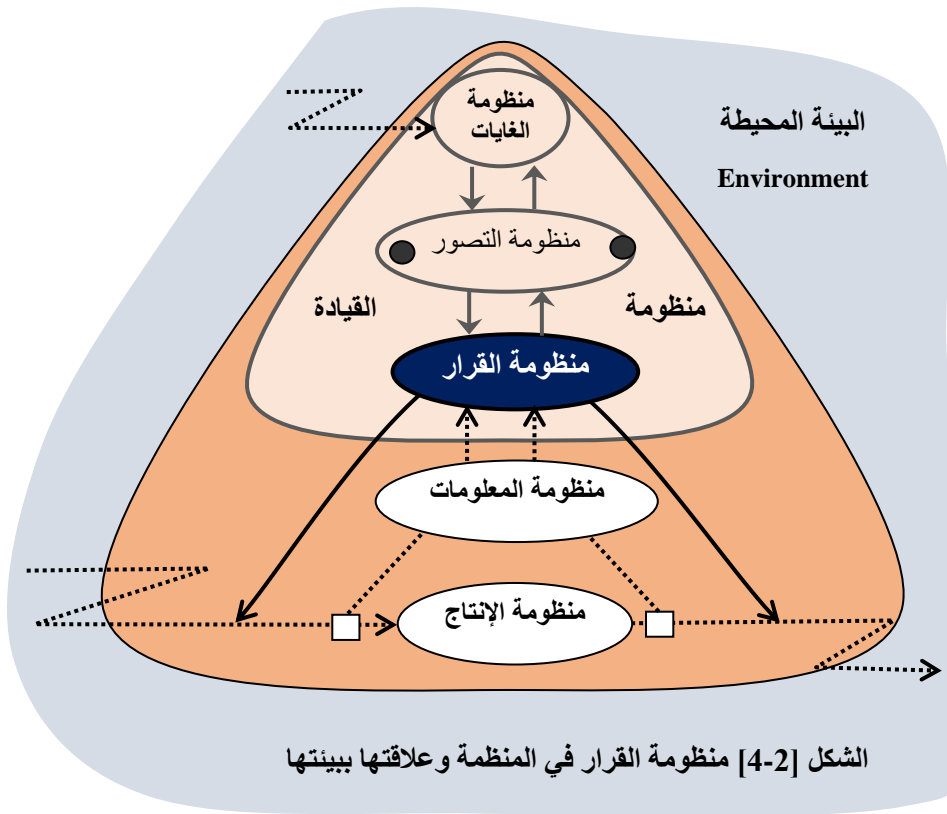 منظومة
الغايات
البيئة المحيطة
Environment
منظومة التصور
منظومة
القيادة
منظومة القرار
منظومة المعلومات
منظومة الإنتاج
الشكل [2-4] منظومة القرار في المنظمة وعلاقتها ببيئتها